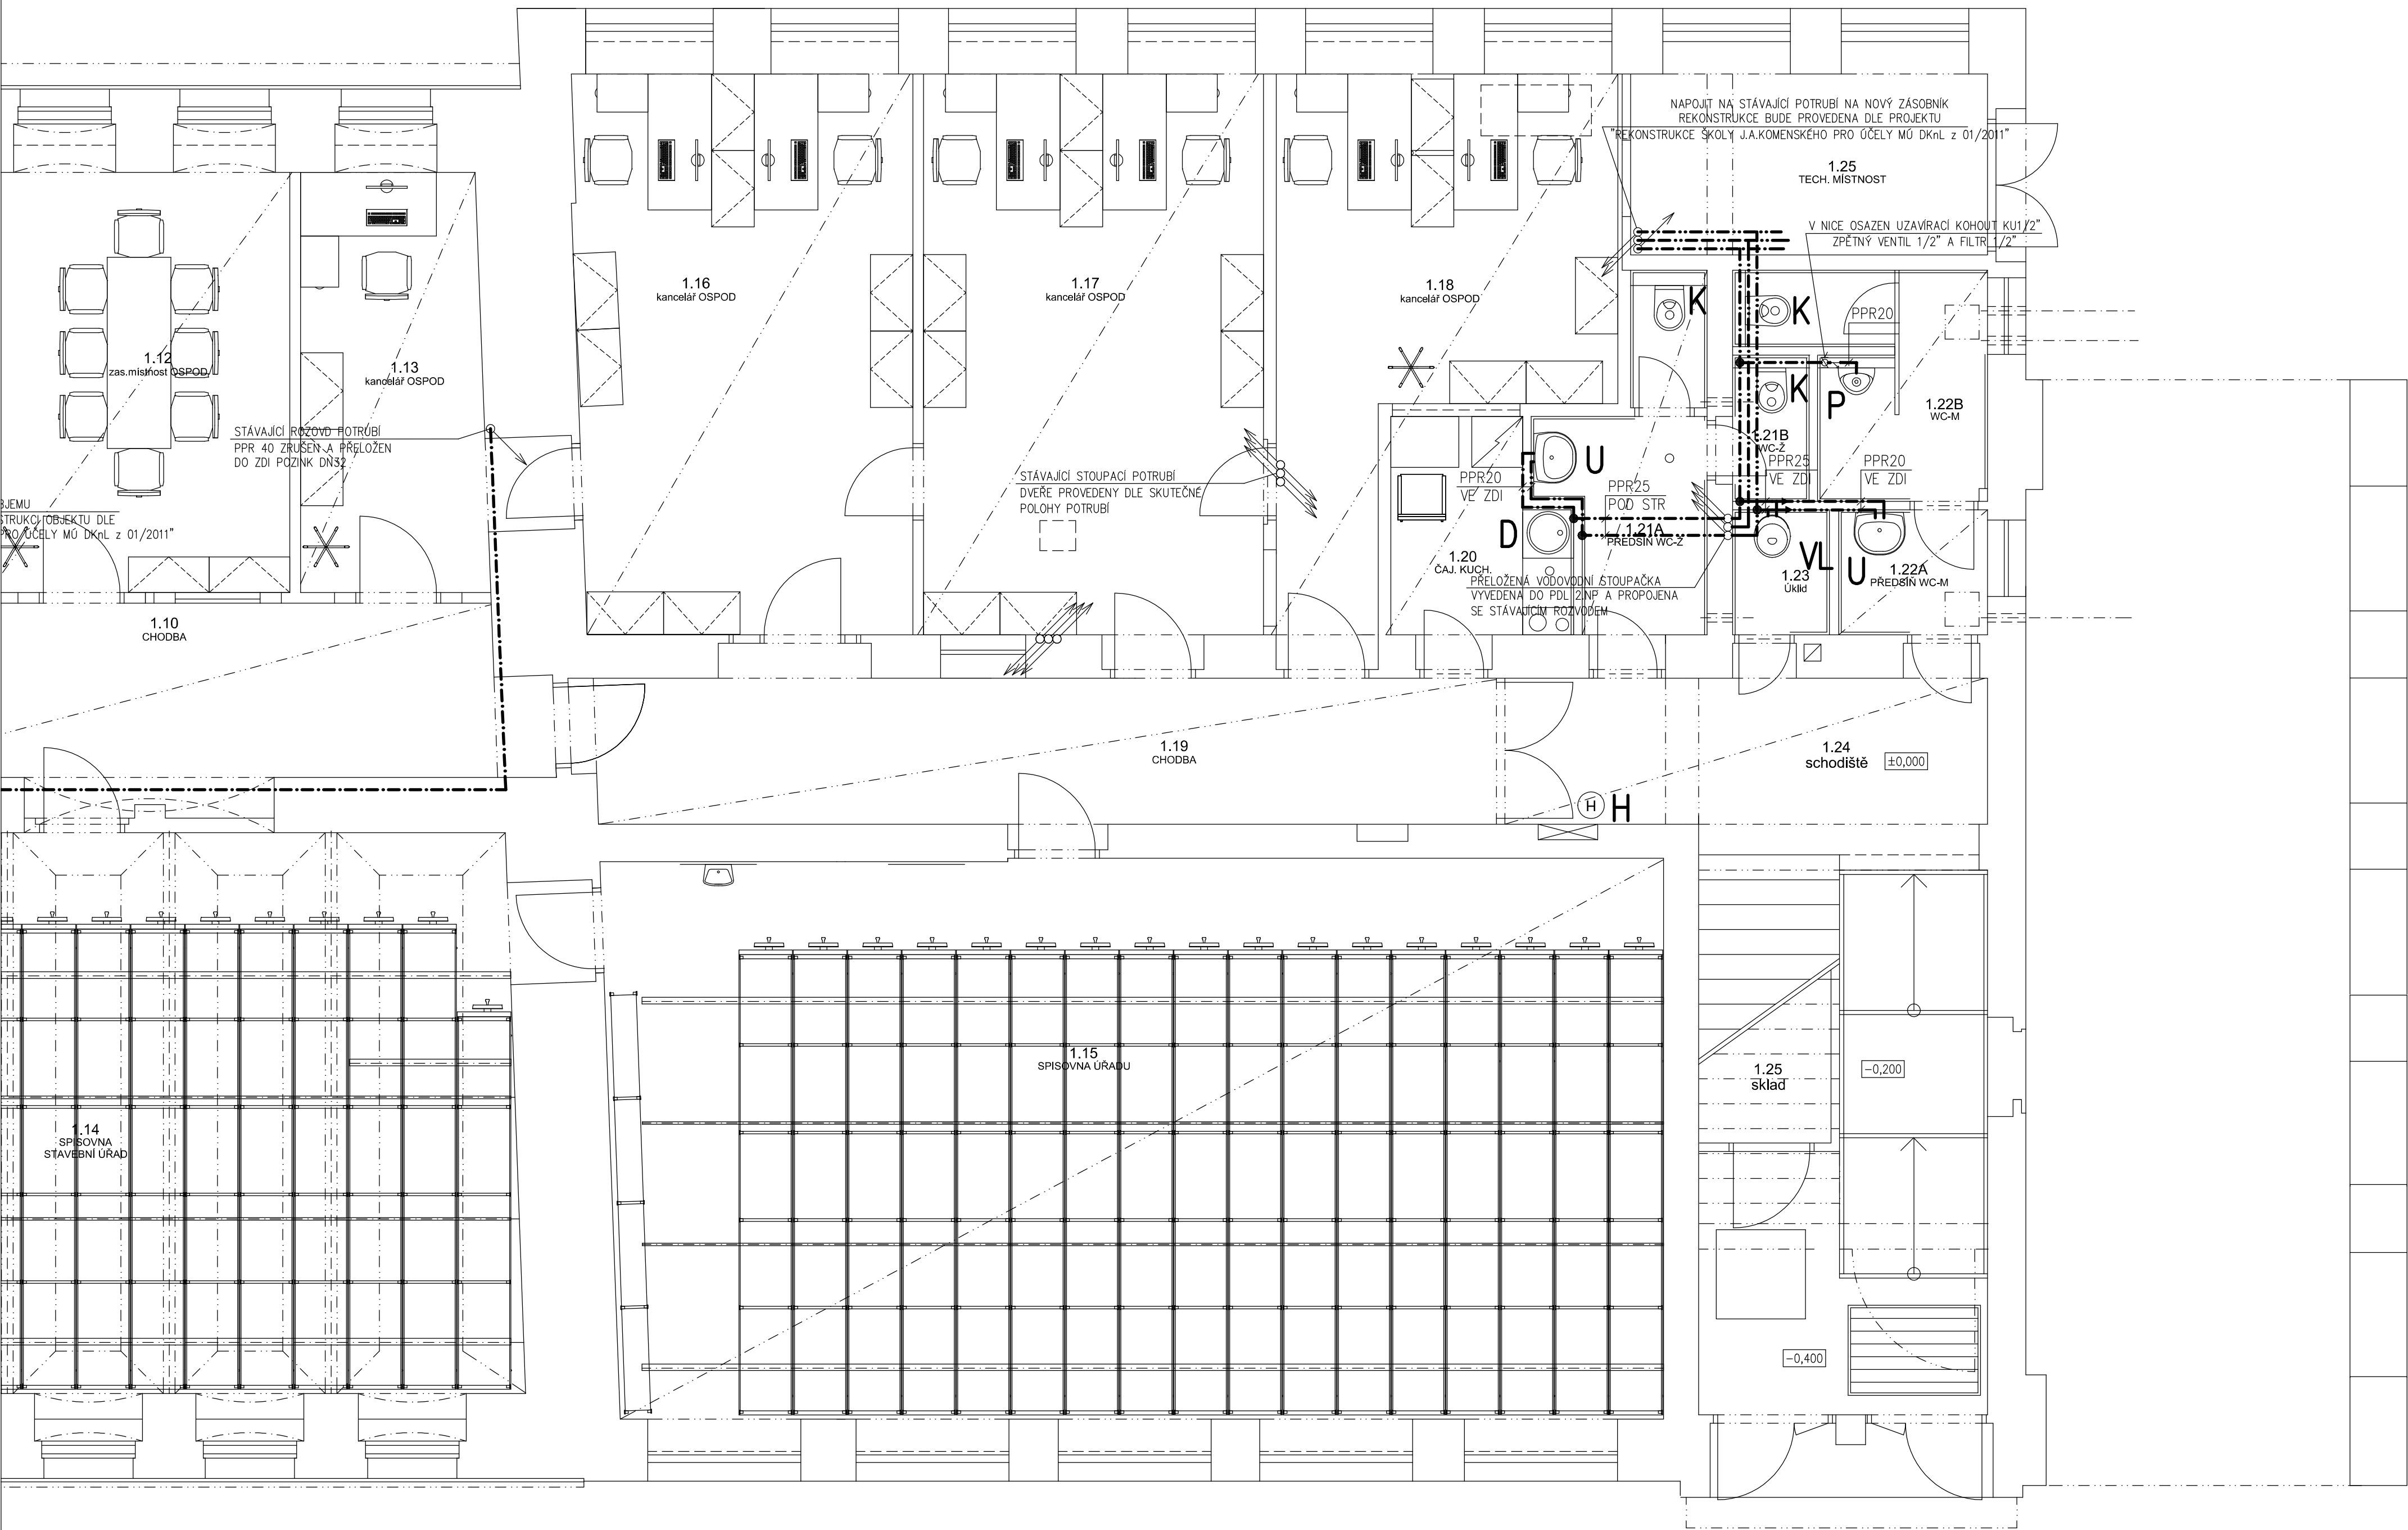 NAPOJIT NA STÁVAJÍCÍ POTRUBÍ NA NOVÝ ZÁSOBNÍK
REKONSTRUKCE BUDE PROVEDENA DLE PROJEKTU
"REKONSTRUKCE ŠKOLY J.A.KOMENSKÉHO PRO ÚČELY MÚ DKnL z 01/2011"
1.25
TECH. MÍSTNOST
V NICE OSAZEN UZAVÍRACÍ KOHOUT KU1/2"
ZPĚTNÝ VENTIL 1/2" A FILTR 1/2"
1.16
kancelář OSPOD
1.17
kancelář OSPOD
1.18
kancelář OSPOD
K
K
PPR20
1.12
zas.místnost OSPOD
1.13
kancelář OSPOD
K
P
1.22B
WC-M
STÁVAJÍCÍ ROZOVD POTRUBÍ
PPR 40 ZRUŠEN A PŘELOŽEN
DO ZDI POZINK DN32
1.21B
WC-Ž
U
STÁVAJÍCÍ STOUPACÍ POTRUBÍ
DVEŘE PROVEDENY DLE SKUTEČNÉ
POLOHY POTRUBÍ
PPR20
VE ZDI
PPR25
POD STR
PPR25
VE ZDI
PPR20
VE ZDI
BJEMU
STRUKCI OBJEKTU DLE
PRO ÚČELY MÚ DKnL z 01/2011"
D
1.21A
PŘEDSÍŇ WC-Ž
1.20
ČAJ. KUCH.
VL
1.23
Úklid
U
1.22A
PŘEDSÍŇ WC-M
PŘELOŽENÁ VODOVODNÍ STOUPAČKA
VYVEDENA DO PDL 2.NP A PROPOJENA
SE STÁVAJÍCÍM ROZVODEM
1.10
CHODBA
1.19
CHODBA
1.24
schodiště
±0,000
H
H
1.15
SPISOVNA ÚŘADU
1.25
sklad
-0,200
1.14
SPISOVNA
STAVEBNÍ ÚŘAD
-0,400